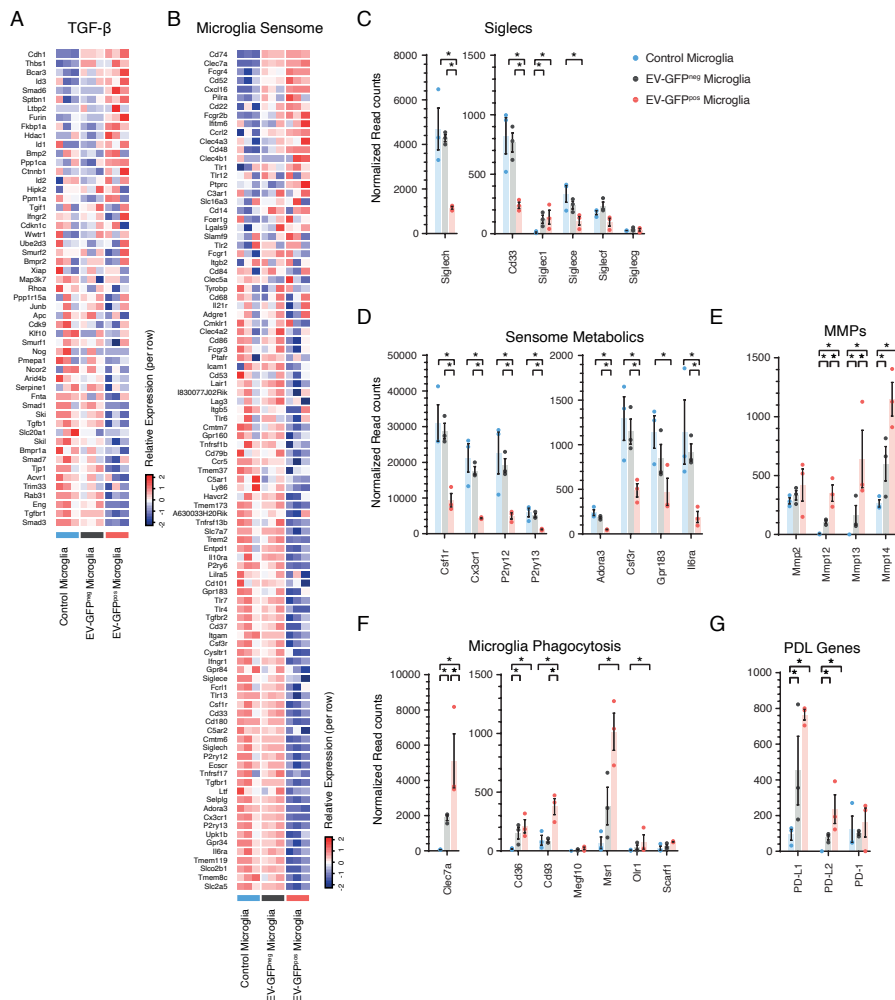 A
TGF-β
Cdh1
Thbs1
Bcar3
Id3
Smad6
Sptbn1
Ltbp2
Furin
Fkbp1a
Hdac1
Id1
Bmp2
Ppp1ca
Ctnnb1
Id2
Hipk2
Ppm1a
Tgif1
Ifngr2
Cdkn1c
Wwtr1
Ube2d3
Smurf2
Bmpr2
Xiap
Map3k7
Rhoa
Ppp1r15a
Junb
Apc
Cdk9
Klf10
Smurf1
Nog
Pmepa1
Ncor2
Arid4b
Serpine1
Fnta
Smad1
Ski
Tgfb1
Slc20a1
Skil
Bmpr1a
Smad7
Tjp1
Acvr1
Trim33
Rab31
Eng
Tgfbr1
Smad3
Relative Expression (per row)
-2 -1 0 1 2
Control Microglia
EV-GFPneg Microglia
EV-GFPpos Microglia
B
Microglia Sensome
Cd74
Clec7a
Fcgr4
Cd52
Cxcl16
Pilra
Cd22
Fcgr2b
Ifitm6
Ccrl2
Clec4a3
Cd48
Clec4b1
Tlr1
Tlr12
Ptprc
C3ar1
Slc16a3
Cd14
Fcer1g
Lgals9
Slamf9
Tlr2
Fcgr1
Itgb2
Cd84
Clec5a
Tyrobp
Cd68
Il21r
Adgre1
Cmklr1
Clec4a2
Cd86
Fcgr3
Ptafr
Icam1
Cd53
Lair1
I830077J02Rik
Lag3
Itgb5
Tlr6
Cmtm7
Gpr160
Tnfrsf1b
Cd79b
Ccr5
Tmem37
C5ar1
Ly86
Havcr2
Tmem173
A630033H20Rik
Tnfrsf13b
Slc7a7
Trem2
Entpd1
Il10ra
P2ry6
Lilra5
Cd101
Gpr183
Tlr7
Tlr4
Tgfbr2
Cd37
Itgam
Csf3r
Cysltr1
Ifngr1
Gpr84
Siglece
Fcrl1
Tlr13
Csf1r
Cd33
Cd180
C5ar2
Cmtm6
Siglech
P2ry12
Ecscr
Tnfrsf17
Tgfbr1
Ltf
Selplg
Adora3
Cx3cr1
P2ry13
Upk1b
Gpr34
Il6ra
Tmem119
Slco2b1
Tmem8c
Slc2a5
Relative Expression (per row)
-2 -1 0 1 2
Control Microglia
EV-GFPneg Microglia
EV-GFPpos Microglia
C
Siglecs
Normalized Read counts
8000
6000
4000
2000
0
Siglech
*
*
1500
1000
500
0
Cd33
Siglec1
Siglece
Siglecf
Siglecg
* * *
* *
Control Microglia
EV-GFPneg Microglia
EV-GFPpos Microglia
D
Sensome Metabolics
Normalized Read counts
50000
40000
30000
20000
10000
0
Csf1r
Cx3cr1
P2ry12
P2ry13
* * * *
* * * *
2000
1500
1000
500
0
Adora3
Csf3r
Gpr183
Il6ra
* * * *
* * *
E
MMPs
1500
1000
500
0
Mmp2
Mmp12
Mmp13
Mmp14
* * *
* * * * *
F
Microglia Phagocytosis
Normalized Read counts
10000
8000
6000
4000
2000
0
Clec7a
*
* *
1500
1000
500
0
Cd36
Cd93
Megf10
Msr1
Olr1
Scarf1
* * * *
* *
G
PDL Genes
1000
800
600
400
200
0
PD-L1
PD-L2
PD-1
* *
* *